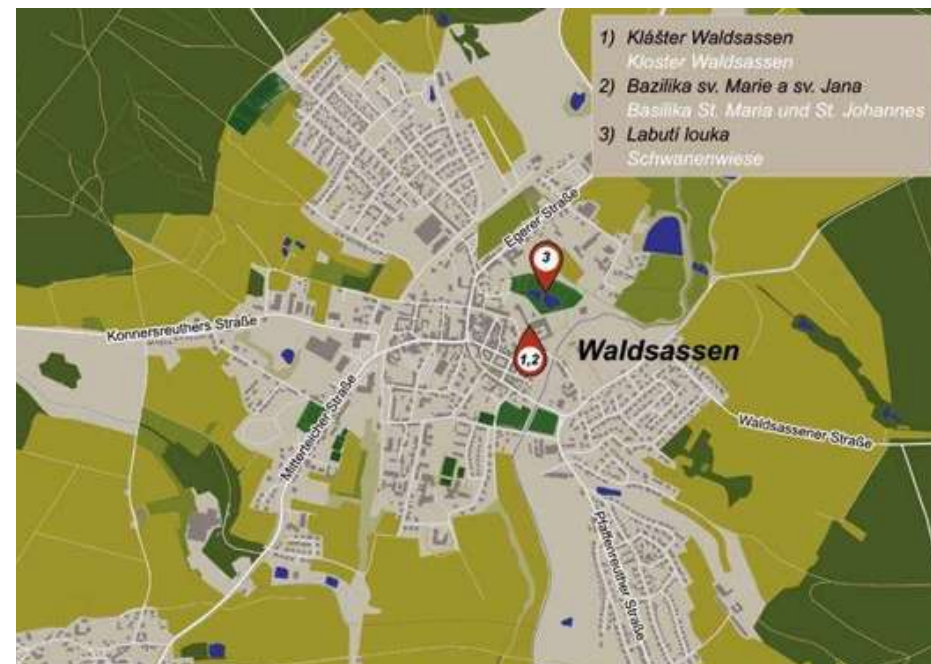 1) Klášter Waldsassen
Kloster Waldsassen
2) Bazilika sv. Marie a sv. Jana
Basilika St. Maria und St. Johannes
3) Labutí louka
Schwanenwiese
Egerer Straße
3
Konnersreuthers Straße
1,2
Waldsassen
Mitterteicher Straße
Waldsassener Straße
Pfaffenreuther Straße